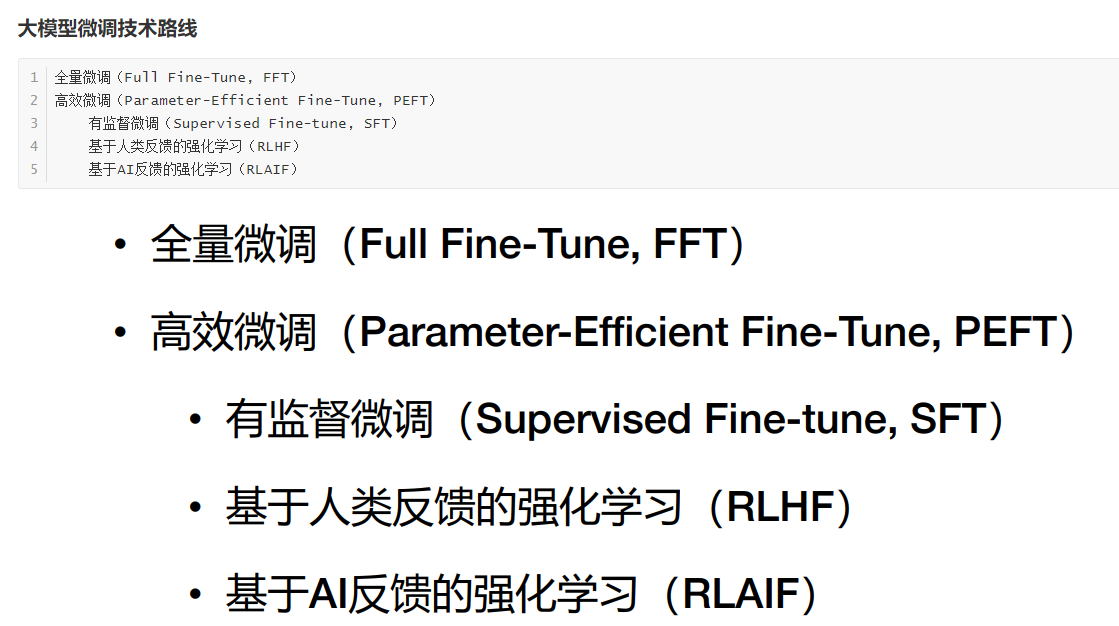 大模型微调技术路线
1 全量微调（Full Fine-Tune, FFT）
2 高效微调（Parameter-Efficient Fine-Tune, PEFT）
3 有监督微调（Supervised Fine-tune, SFT）
4 基于人类反馈的强化学习（RLHF）
5 基于AI反馈的强化学习（RLAIF）
• 全量微调（Full Fine-Tune, FFT）
• 高效微调（Parameter-Efficient Fine-Tune, PEFT）
• 有监督微调（Supervised Fine-tune, SFT）
• 基于人类反馈的强化学习（RLHF）
• 基于AI反馈的强化学习（RLAIF）